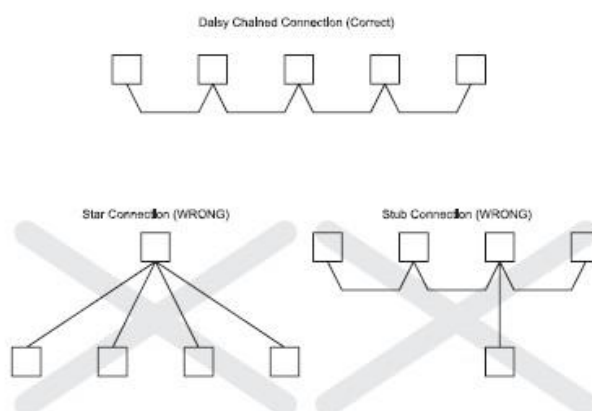 Daisy Chained Connection (Correct)
Star Connection (WRONG)
Stub Connection (WRONG)